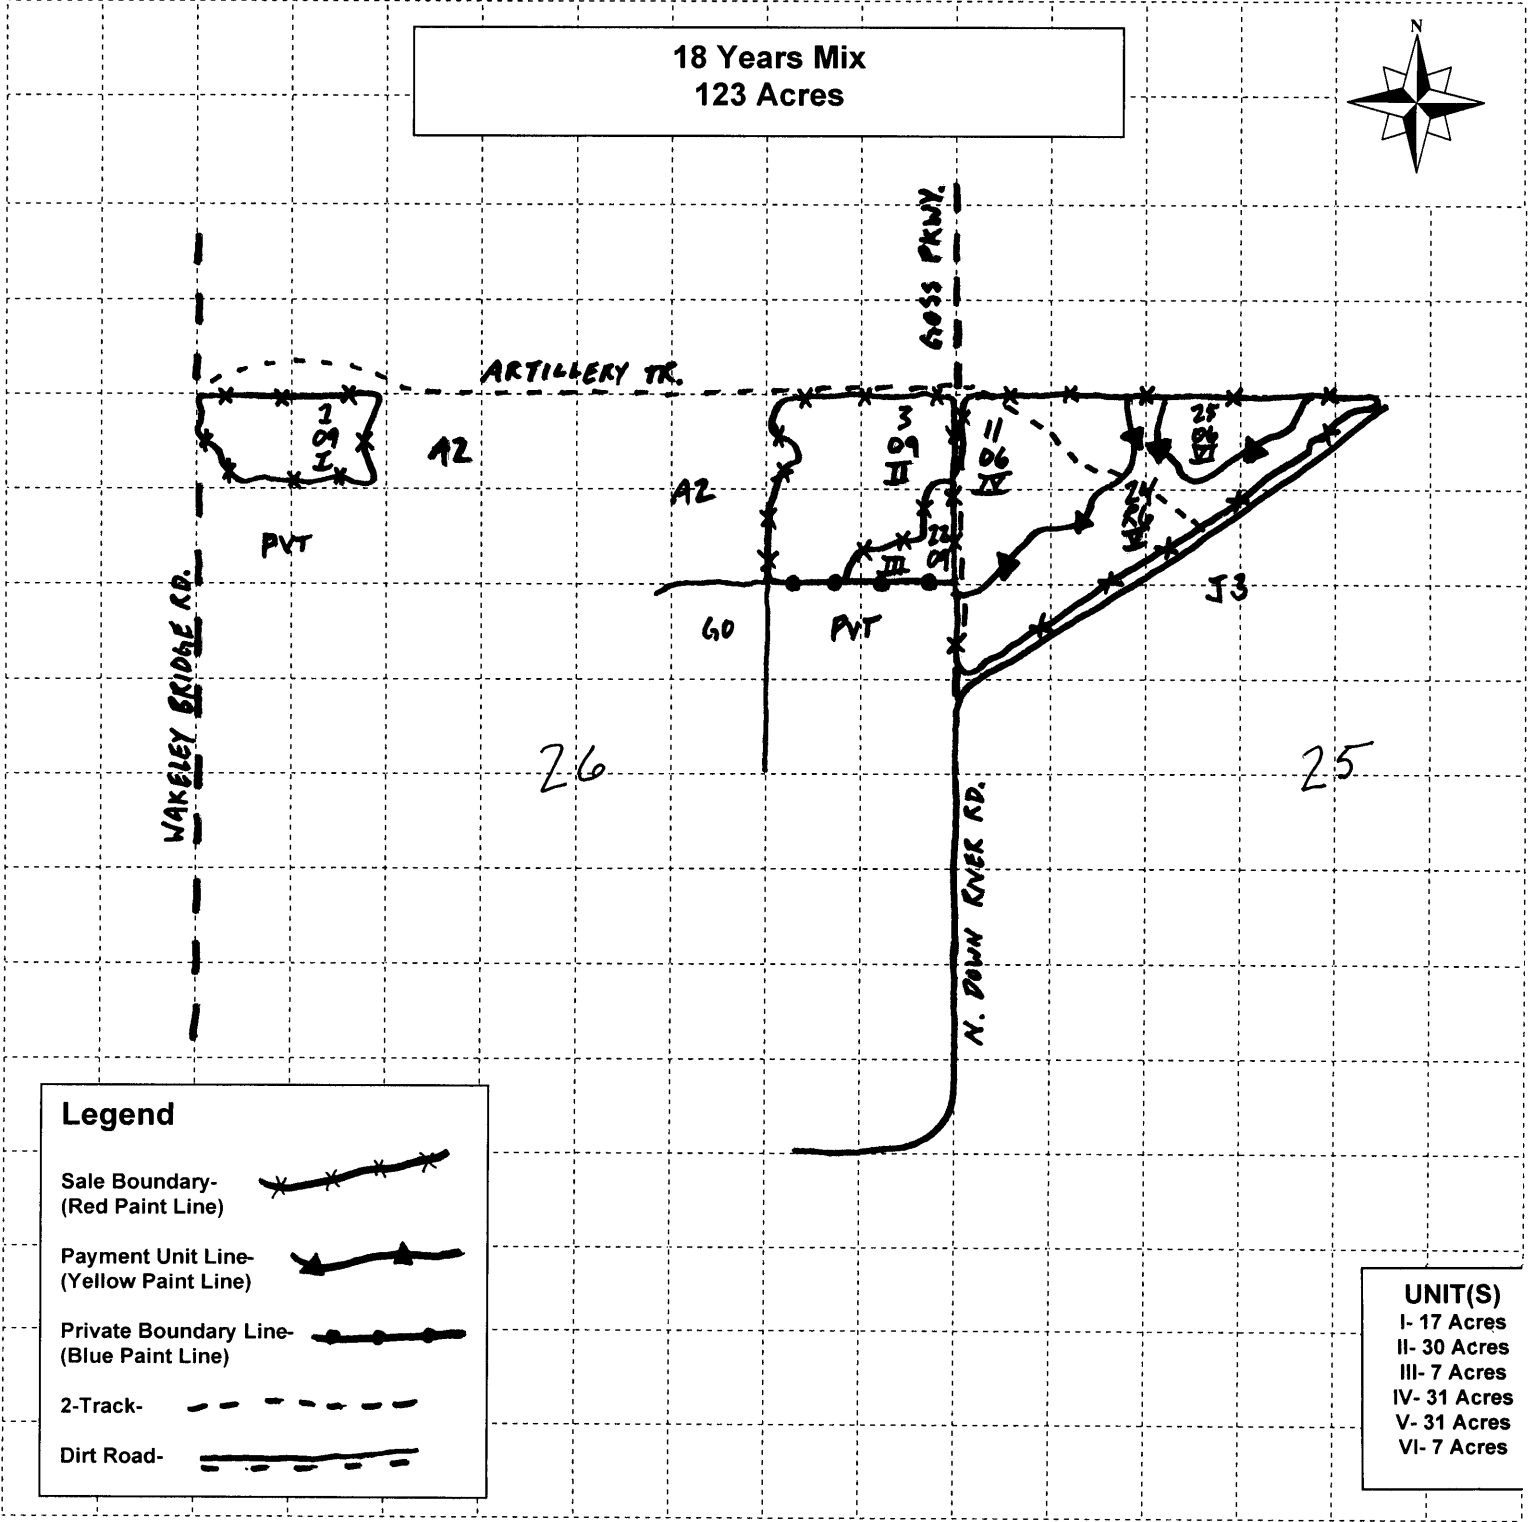 18 Years Mix
123 Acres
N
GOSS PKWY.
ARTILLERY TR.
1
09
I
A2
PVT
WAKELEY BRIDGE RD.
A2
3
09
II
22
09
III
11
06
IV
25
06
VI
24
R6
V
J3
GO
PVT
26
25
N. DOWN RIVER RD.
Legend
Sale Boundary-
(Red Paint Line)
Payment Unit Line-
(Yellow Paint Line)
Private Boundary Line-
(Blue Paint Line)
2-Track-
Dirt Road-
UNIT(S)
I- 17 Acres
II- 30 Acres
III- 7 Acres
IV- 31 Acres
V- 31 Acres
VI- 7 Acres